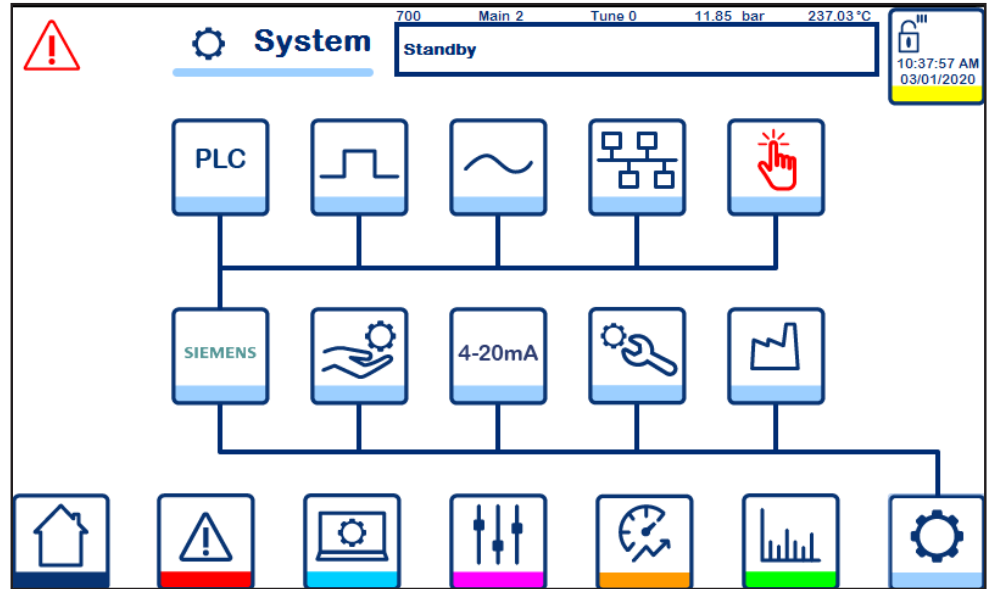 700 Main 2 Tune 0 11.85 bar 237.03 °C
System
Standby
10:37:57 AM
03/01/2020
PLC
SIEMENS
4-20mA